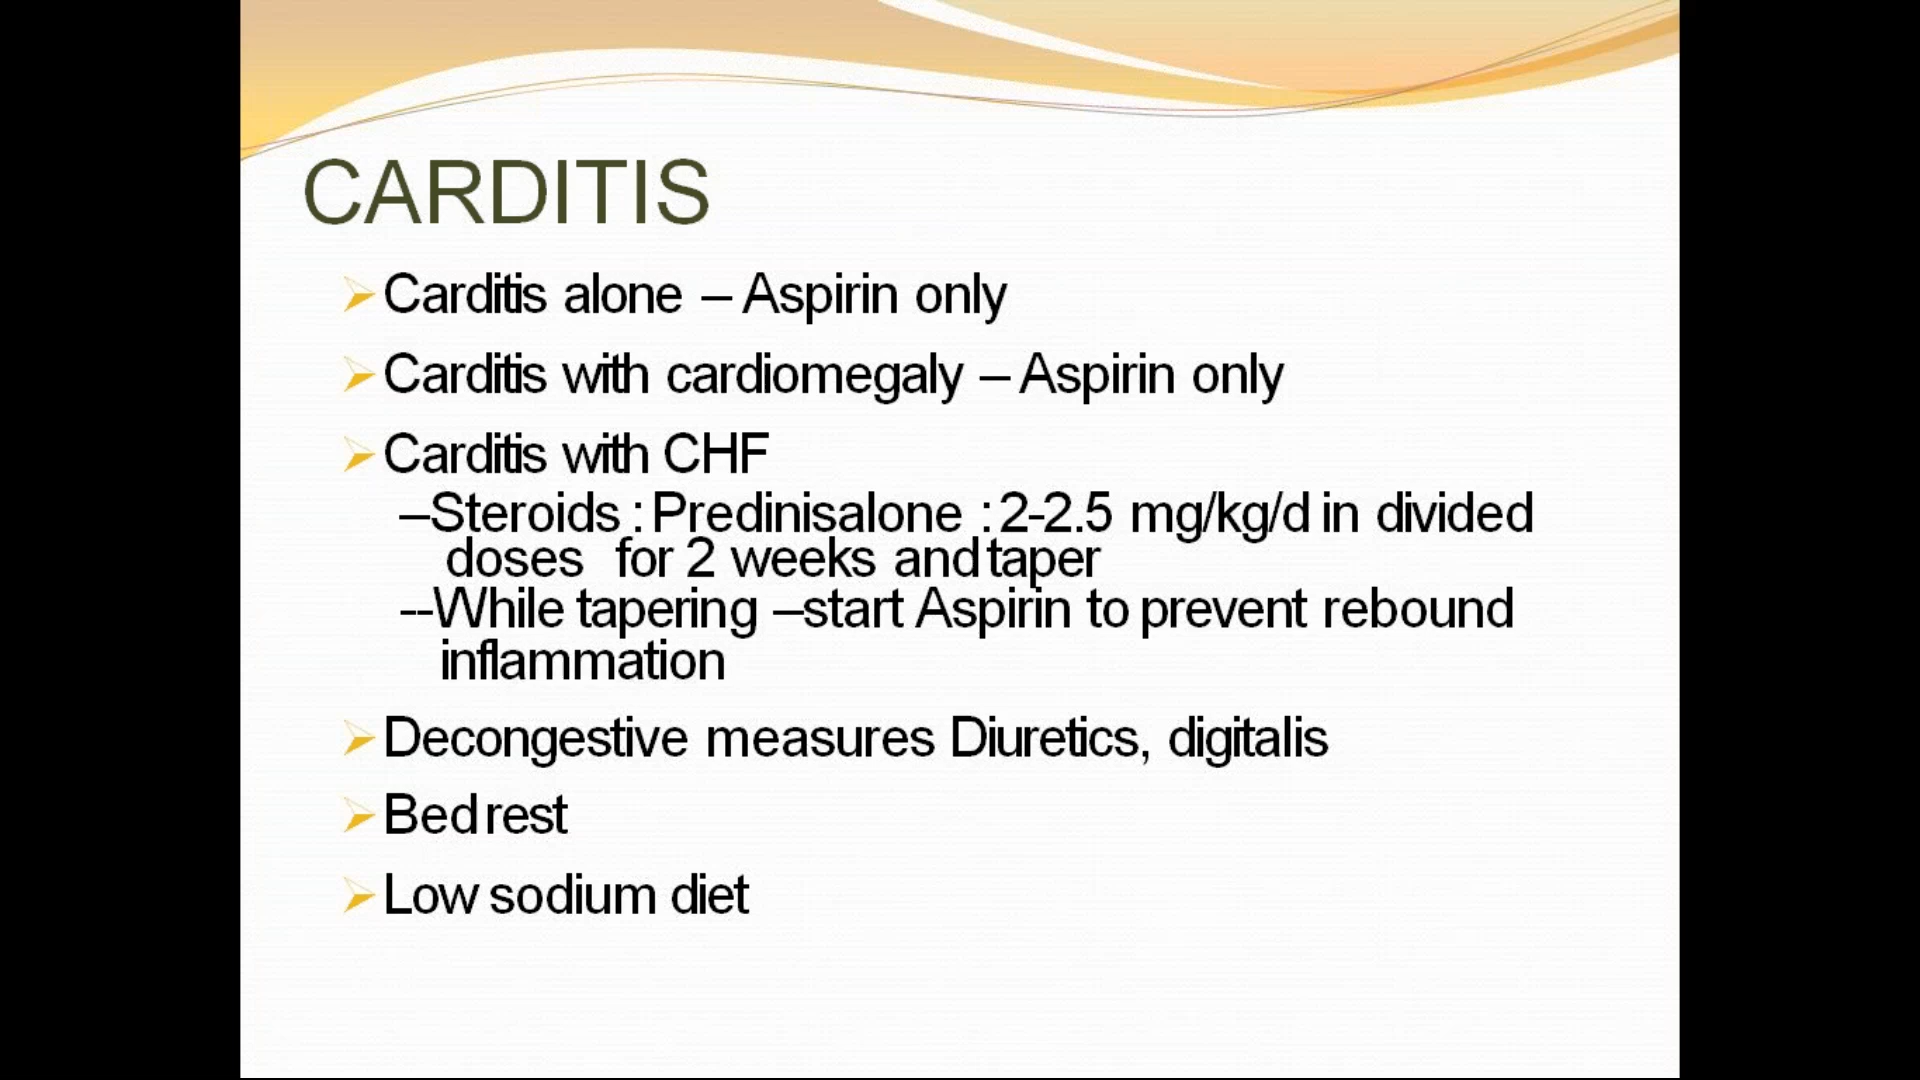 CARDITIS
Carditis alone – Aspirin only
Carditis with cardiomegaly – Aspirin only
Carditis with CHF
–Steroids : Predinisalone : 2-2.5 mg/kg/d in divided
doses for 2 weeks and taper
--While tapering –start Aspirin to prevent rebound
inflammation
Decongestive measures Diuretics, digitalis
Bed rest
Low sodium diet